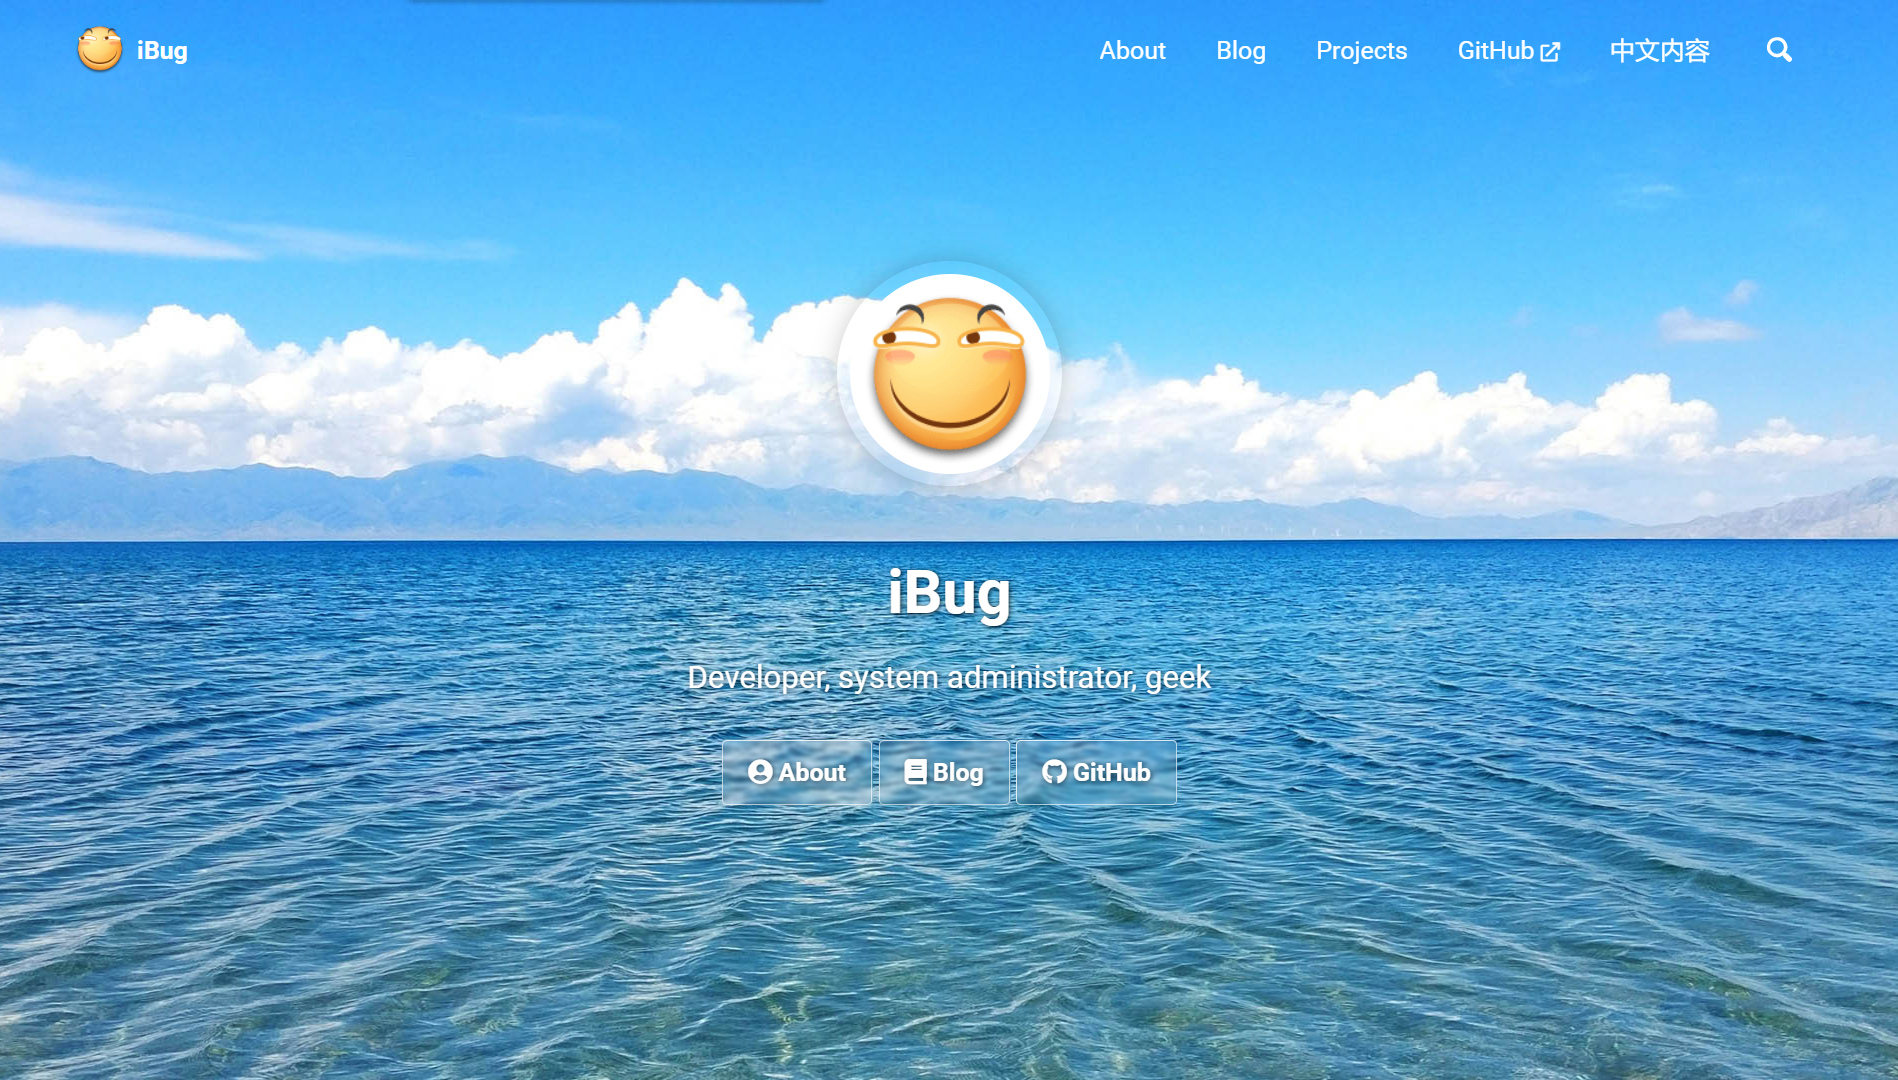 iBug
About Blog Projects GitHub 中文内容
iBug
Developer, system administrator, geek
About Blog GitHub